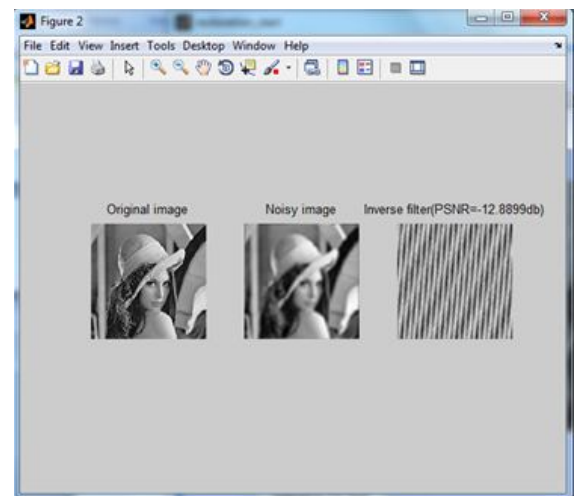 Figure 2
File Edit View Insert Tools Desktop Window Help
Original image Noisy image Inverse filter(PSNR=-12.8899db)